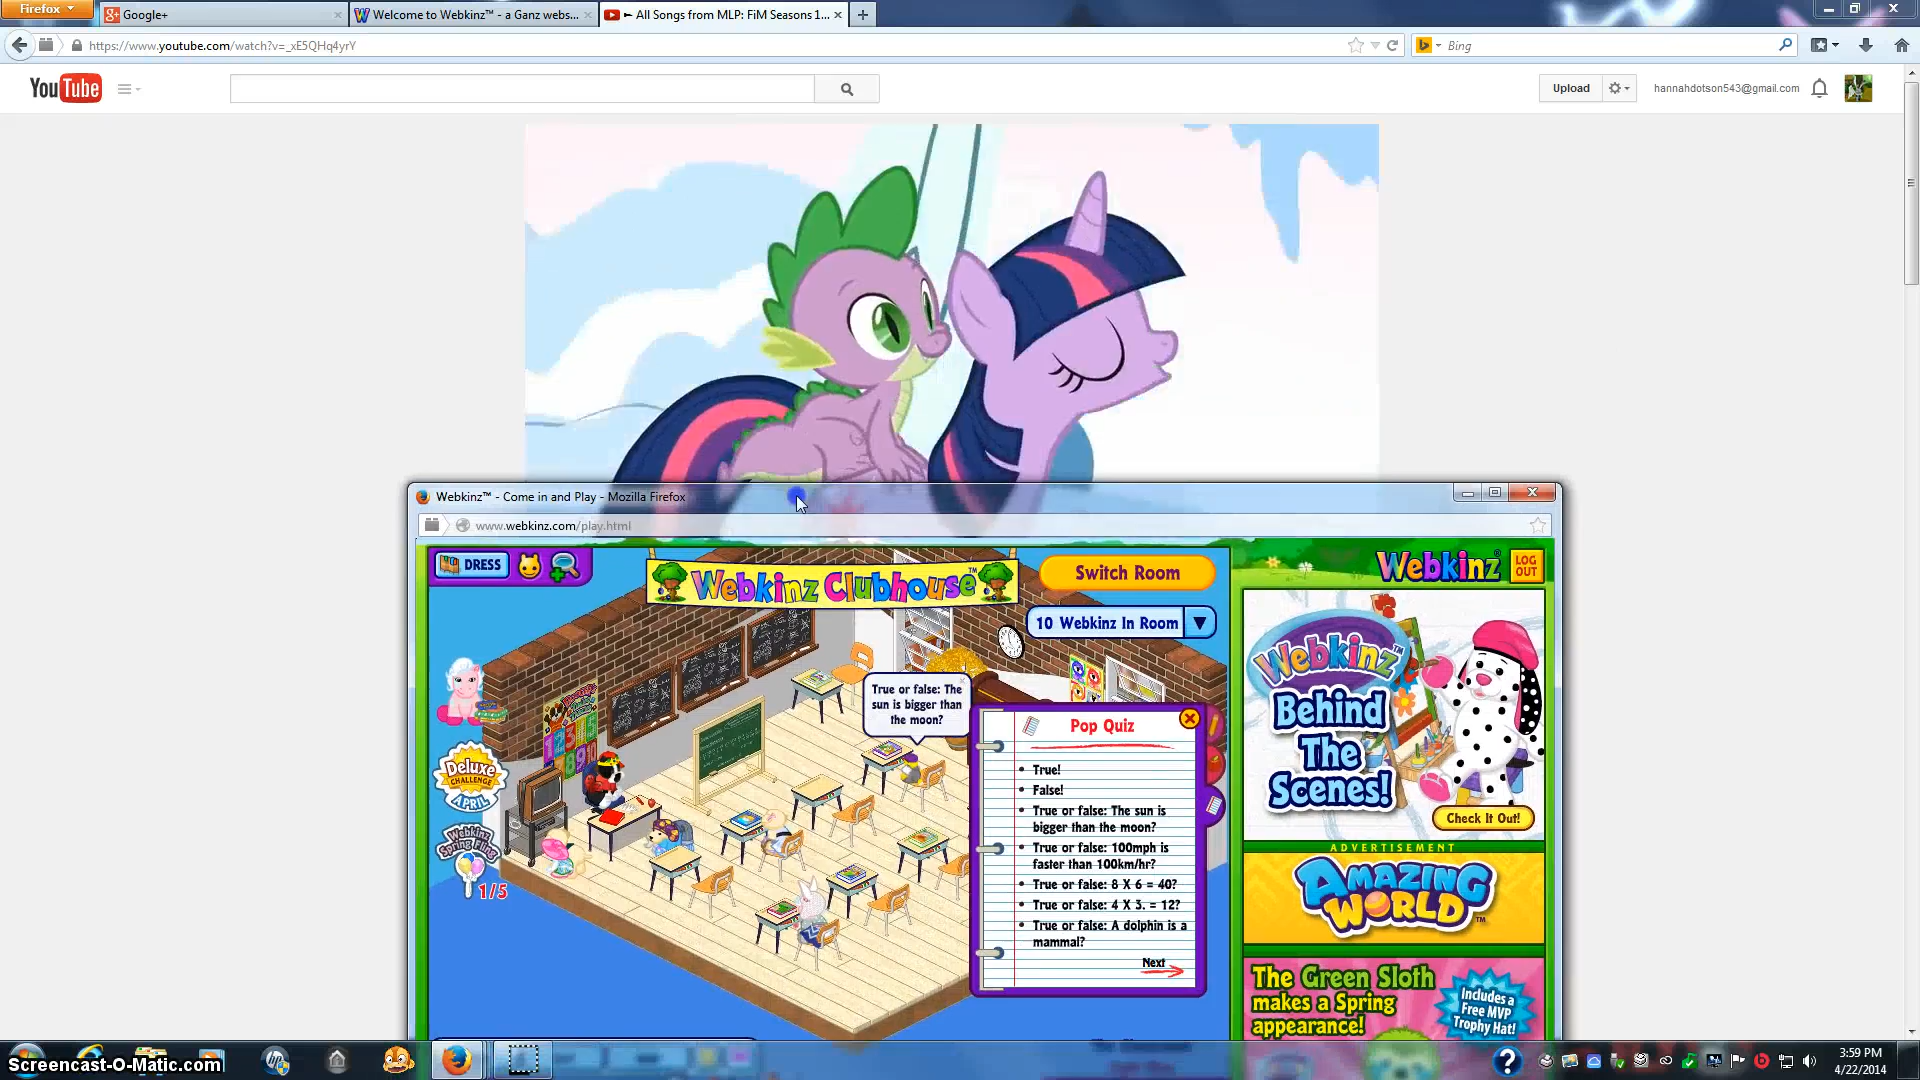 Firefox
Google+
Welcome to Webkinz™ - a Ganz webs...
► All Songs from MLP: FiM Seasons 1...
https://www.youtube.com/watch?v=_xE5QHq4yrY
Bing
YouTube
Upload
hannahdotson543@gmail.com
Webkinz™ - Come in and Play - Mozilla Firefox
www.webkinz.com/play.html
DRESS
Webkinz Clubhouse™
Switch Room
10 Webkinz In Room
Webkinz®
LOG
OUT
True or false: The
sun is bigger than
the moon?
Pop Quiz
• True!
• False!
• True or false: The sun is
bigger than the moon?
• True or false: 100mph is
faster than 100km/hr?
• True or false: 8 X 6 = 40?
• True or false: 4 X 3. = 12?
• True or false: A dolphin is a
mammal?
Next
Deluxe
CHALLENGE
APRIL
Webkinz
Spring Fling
1/5
Webkinz™
Behind
The
Scenes!
Check It Out!
ADVERTISEMENT
AMAZING
WORLD™
The Green Sloth
makes a Spring
appearance!
Includes a
Free MVP
Trophy Hat!
Screencast-O-Matic.com
3:59 PM
4/22/2014